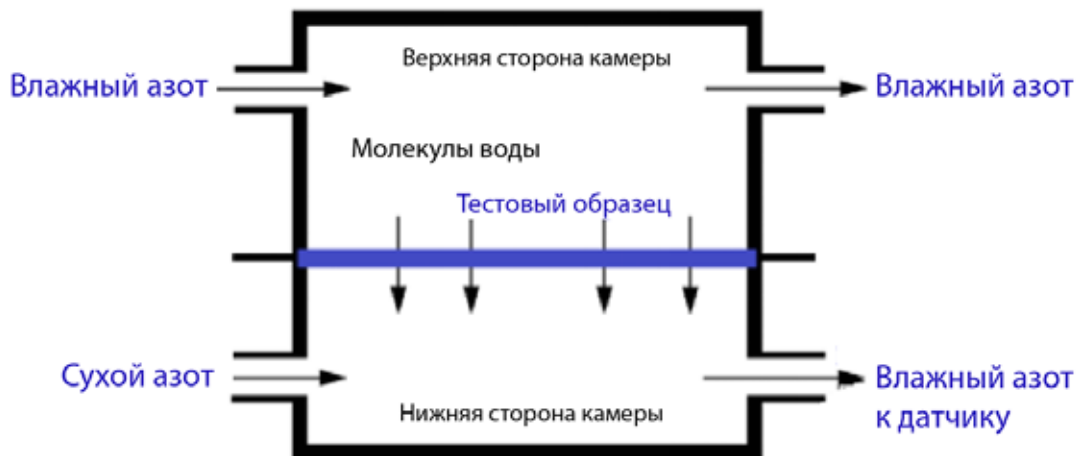 Верхняя сторона камеры
Влажный азот
Влажный азот
Молекулы воды
Тестовый образец
Сухой азот
Влажный азот
к датчику
Нижняя сторона камеры